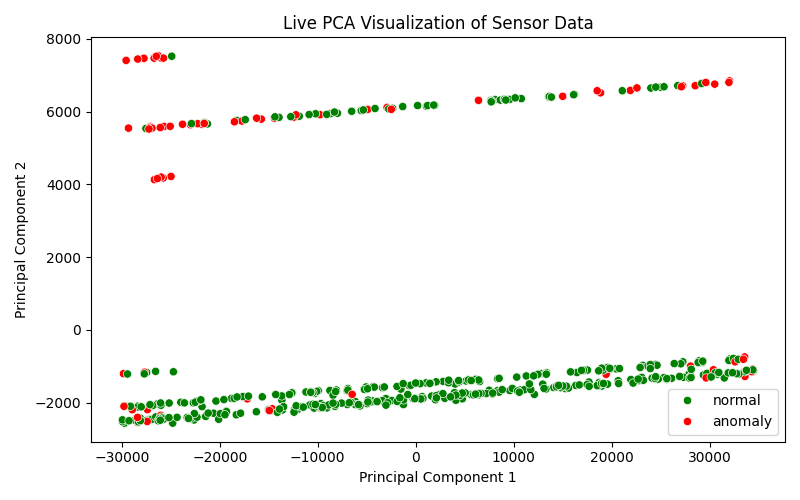 Live PCA Visualization of Sensor Data
8000
6000
4000
2000
0
−2000
Principal Component 2
normal
anomaly
−30000 −20000 −10000 0 10000 20000 30000
Principal Component 1